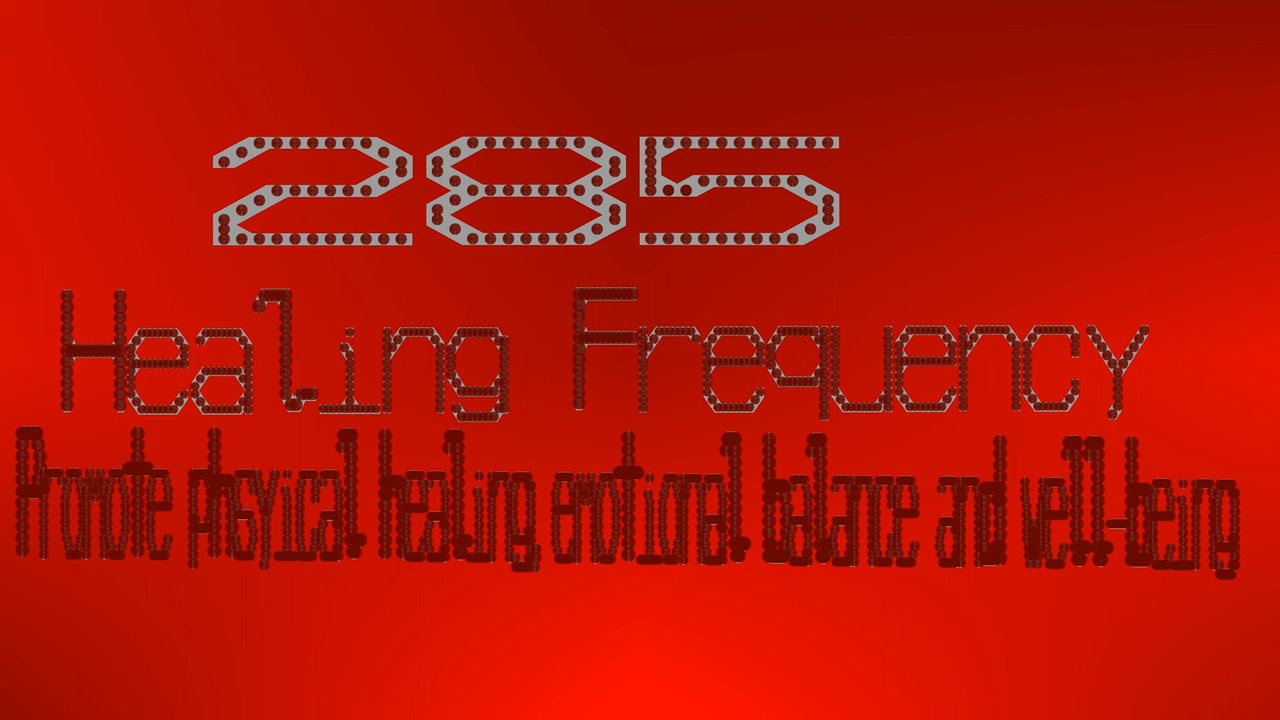 285
Healing Frequency
Promote physical healing emotional balance and well-being